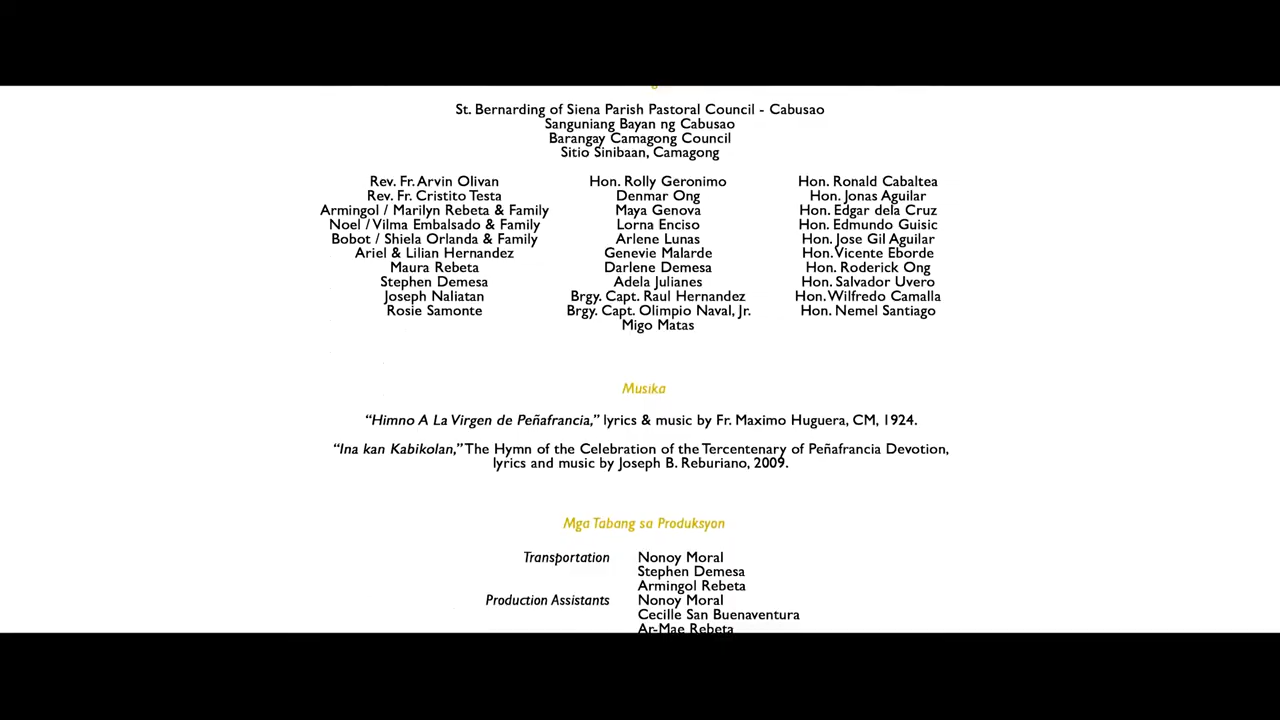 St. Bernarding of Siena Parish Pastoral Council - Cabusao
Sanguniang Bayan ng Cabusao
Barangay Camagong Council
Sitio Sinibaan, Camagong
Rev. Fr. Arvin Olivan
Rev. Fr. Cristito Testa
Armingol / Marilyn Rebeta & Family
Noel / Vilma Embalsado & Family
Bobot / Shiela Orlanda & Family
Ariel & Lilian Hernandez
Maura Rebeta
Stephen Demesa
Joseph Naliatan
Rosie Samonte
Hon. Rolly Geronimo
Denmar Ong
Maya Genova
Lorna Enciso
Arlene Lunas
Genevie Malarde
Darlene Demesa
Adela Julianes
Brgy. Capt. Raul Hernandez
Brgy. Capt. Olimpio Naval, Jr.
Migo Matas
Hon. Ronald Cabaltea
Hon. Jonas Aguilar
Hon. Edgar dela Cruz
Hon. Edmundo Guisic
Hon. Jose Gil Aguilar
Hon. Vicente Eborde
Hon. Roderick Ong
Hon. Salvador Uvero
Hon. Wilfredo Camalla
Hon. Nemel Santiago
Musika
“Himno A La Virgen de Peñafrancia,” lyrics & music by Fr. Maximo Huguera, CM, 1924.
“Ina kan Kabikolan,” The Hymn of the Celebration of the Tercentenary of Peñafrancia Devotion,
lyrics and music by Joseph B. Reburiano, 2009.
Mga Tabang sa Produksyon
Transportation Nonoy Moral
Stephen Demesa
Armingol Rebeta
Production Assistants Nonoy Moral
Cecille San Buenaventura
Ar-Mae Rebeta